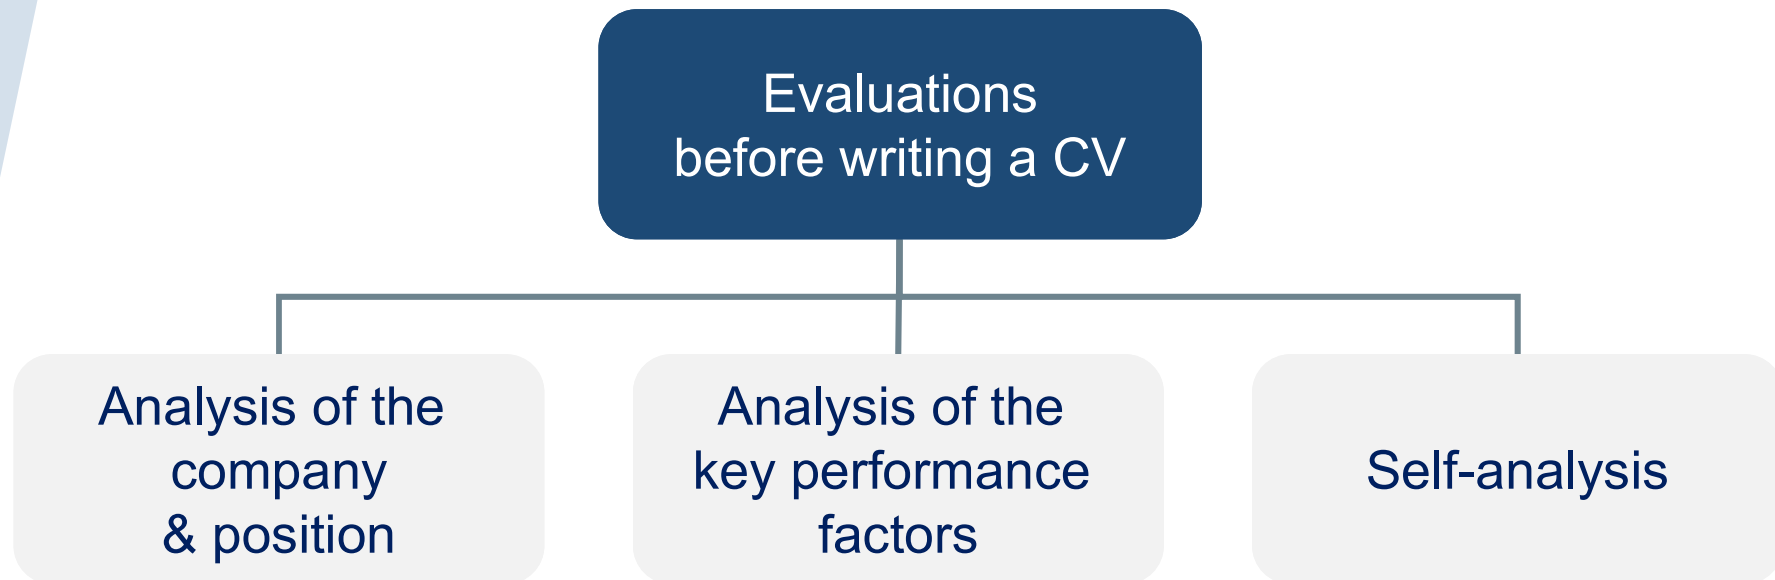 Evaluations
before writing a CV
Analysis of the
company
& position
Analysis of the
key performance
factors
Self-analysis